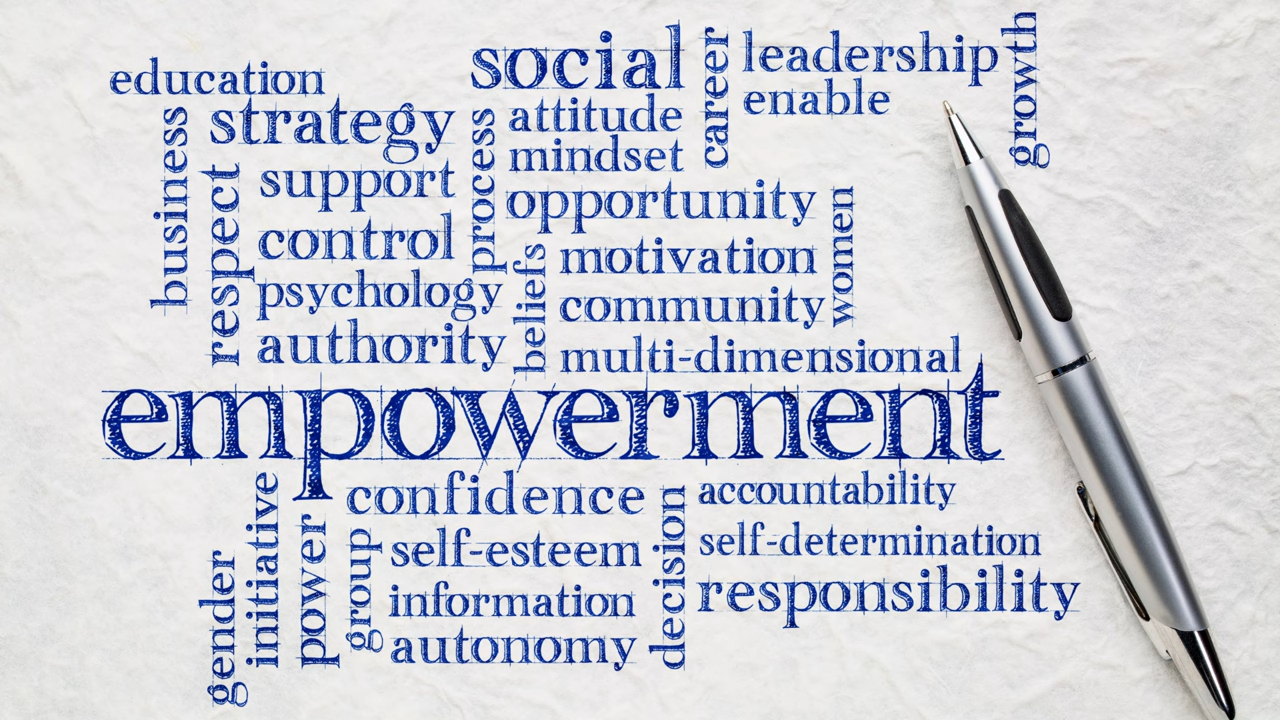 education
social
career
leadership
growth
enable
strategy
attitude
business
process
mindset
respect
support
opportunity
women
control
beliefs
motivation
psychology
community
authority
multi-dimensional
empowerment
initiative
confidence
accountability
decision
power
group
self-esteem
self-determination
gender
information
responsibility
autonomy